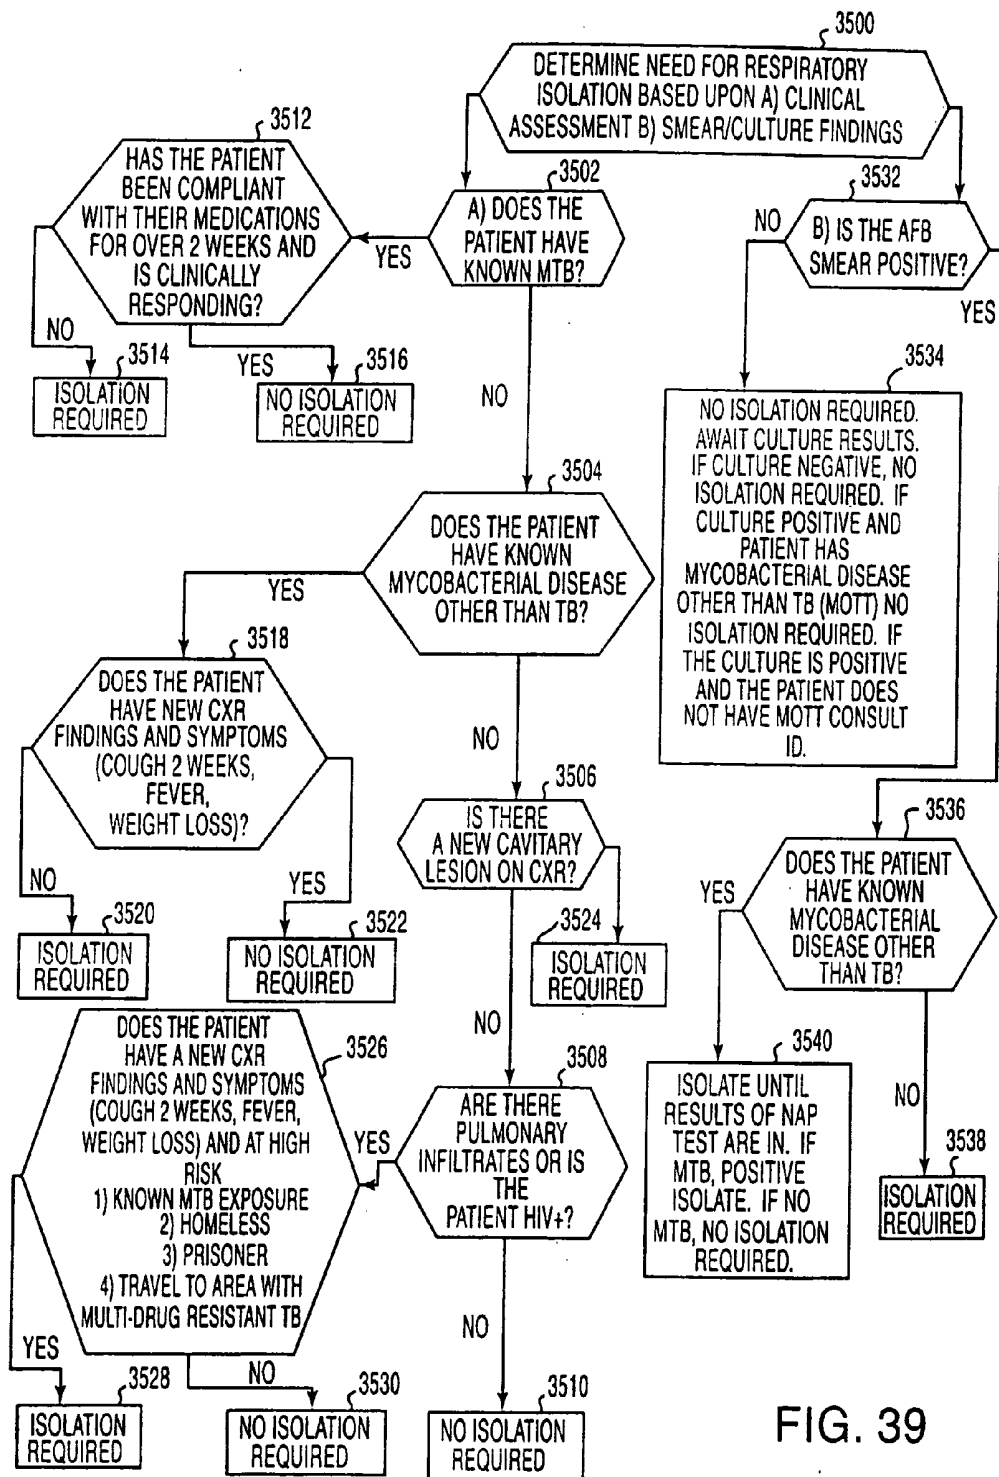 3500
DETERMINE NEED FOR RESPIRATORY
ISOLATION BASED UPON A) CLINICAL
ASSESSMENT B) SMEAR/CULTURE FINDINGS
3512
HAS THE PATIENT
BEEN COMPLIANT
WITH THEIR MEDICATIONS
FOR OVER 2 WEEKS AND
IS CLINICALLY
RESPONDING?
3502
A) DOES THE
PATIENT HAVE
KNOWN MTB?
YES
3532
B) IS THE AFB
SMEAR POSITIVE?
NO
YES
NO
3514
ISOLATION
REQUIRED
YES
3516
NO ISOLATION
REQUIRED
NO
3534
NO ISOLATION REQUIRED.
AWAIT CULTURE RESULTS.
IF CULTURE NEGATIVE, NO
ISOLATION REQUIRED. IF
CULTURE POSITIVE AND
PATIENT HAS
MYCOBACTERIAL DISEASE
OTHER THAN TB (MOTT) NO
ISOLATION REQUIRED. IF
THE CULTURE IS POSITIVE
AND THE PATIENT DOES
NOT HAVE MOTT CONSULT
ID.
3504
DOES THE PATIENT
HAVE KNOWN
MYCOBACTERIAL DISEASE
OTHER THAN TB?
YES
3518
DOES THE PATIENT
HAVE NEW CXR
FINDINGS AND SYMPTOMS
(COUGH 2 WEEKS,
FEVER,
WEIGHT LOSS)?
NO
3506
IS THERE
A NEW CAVITARY
LESION ON CXR?
3536
DOES THE PATIENT
HAVE KNOWN
MYCOBACTERIAL
DISEASE OTHER
THAN TB?
YES
NO
3520
ISOLATION
REQUIRED
YES
3522
NO ISOLATION
REQUIRED
3524
ISOLATION
REQUIRED
NO
3526
DOES THE PATIENT
HAVE A NEW CXR
FINDINGS AND SYMPTOMS
(COUGH 2 WEEKS, FEVER,
WEIGHT LOSS) AND AT HIGH
RISK
1) KNOWN MTB EXPOSURE
2) HOMELESS
3) PRISONER
4) TRAVEL TO AREA WITH
MULTI-DRUG RESISTANT TB
YES
3508
ARE THERE
PULMONARY
INFILTRATES OR IS
THE
PATIENT HIV+?
3540
ISOLATE UNTIL
RESULTS OF NAP
TEST ARE IN. IF
MTB, POSITIVE
ISOLATE. IF NO
MTB, NO ISOLATION
REQUIRED.
NO
3538
ISOLATION
REQUIRED
YES
3528
ISOLATION
REQUIRED
NO
3530
NO ISOLATION
REQUIRED
NO
3510
NO ISOLATION
REQUIRED
FIG. 39